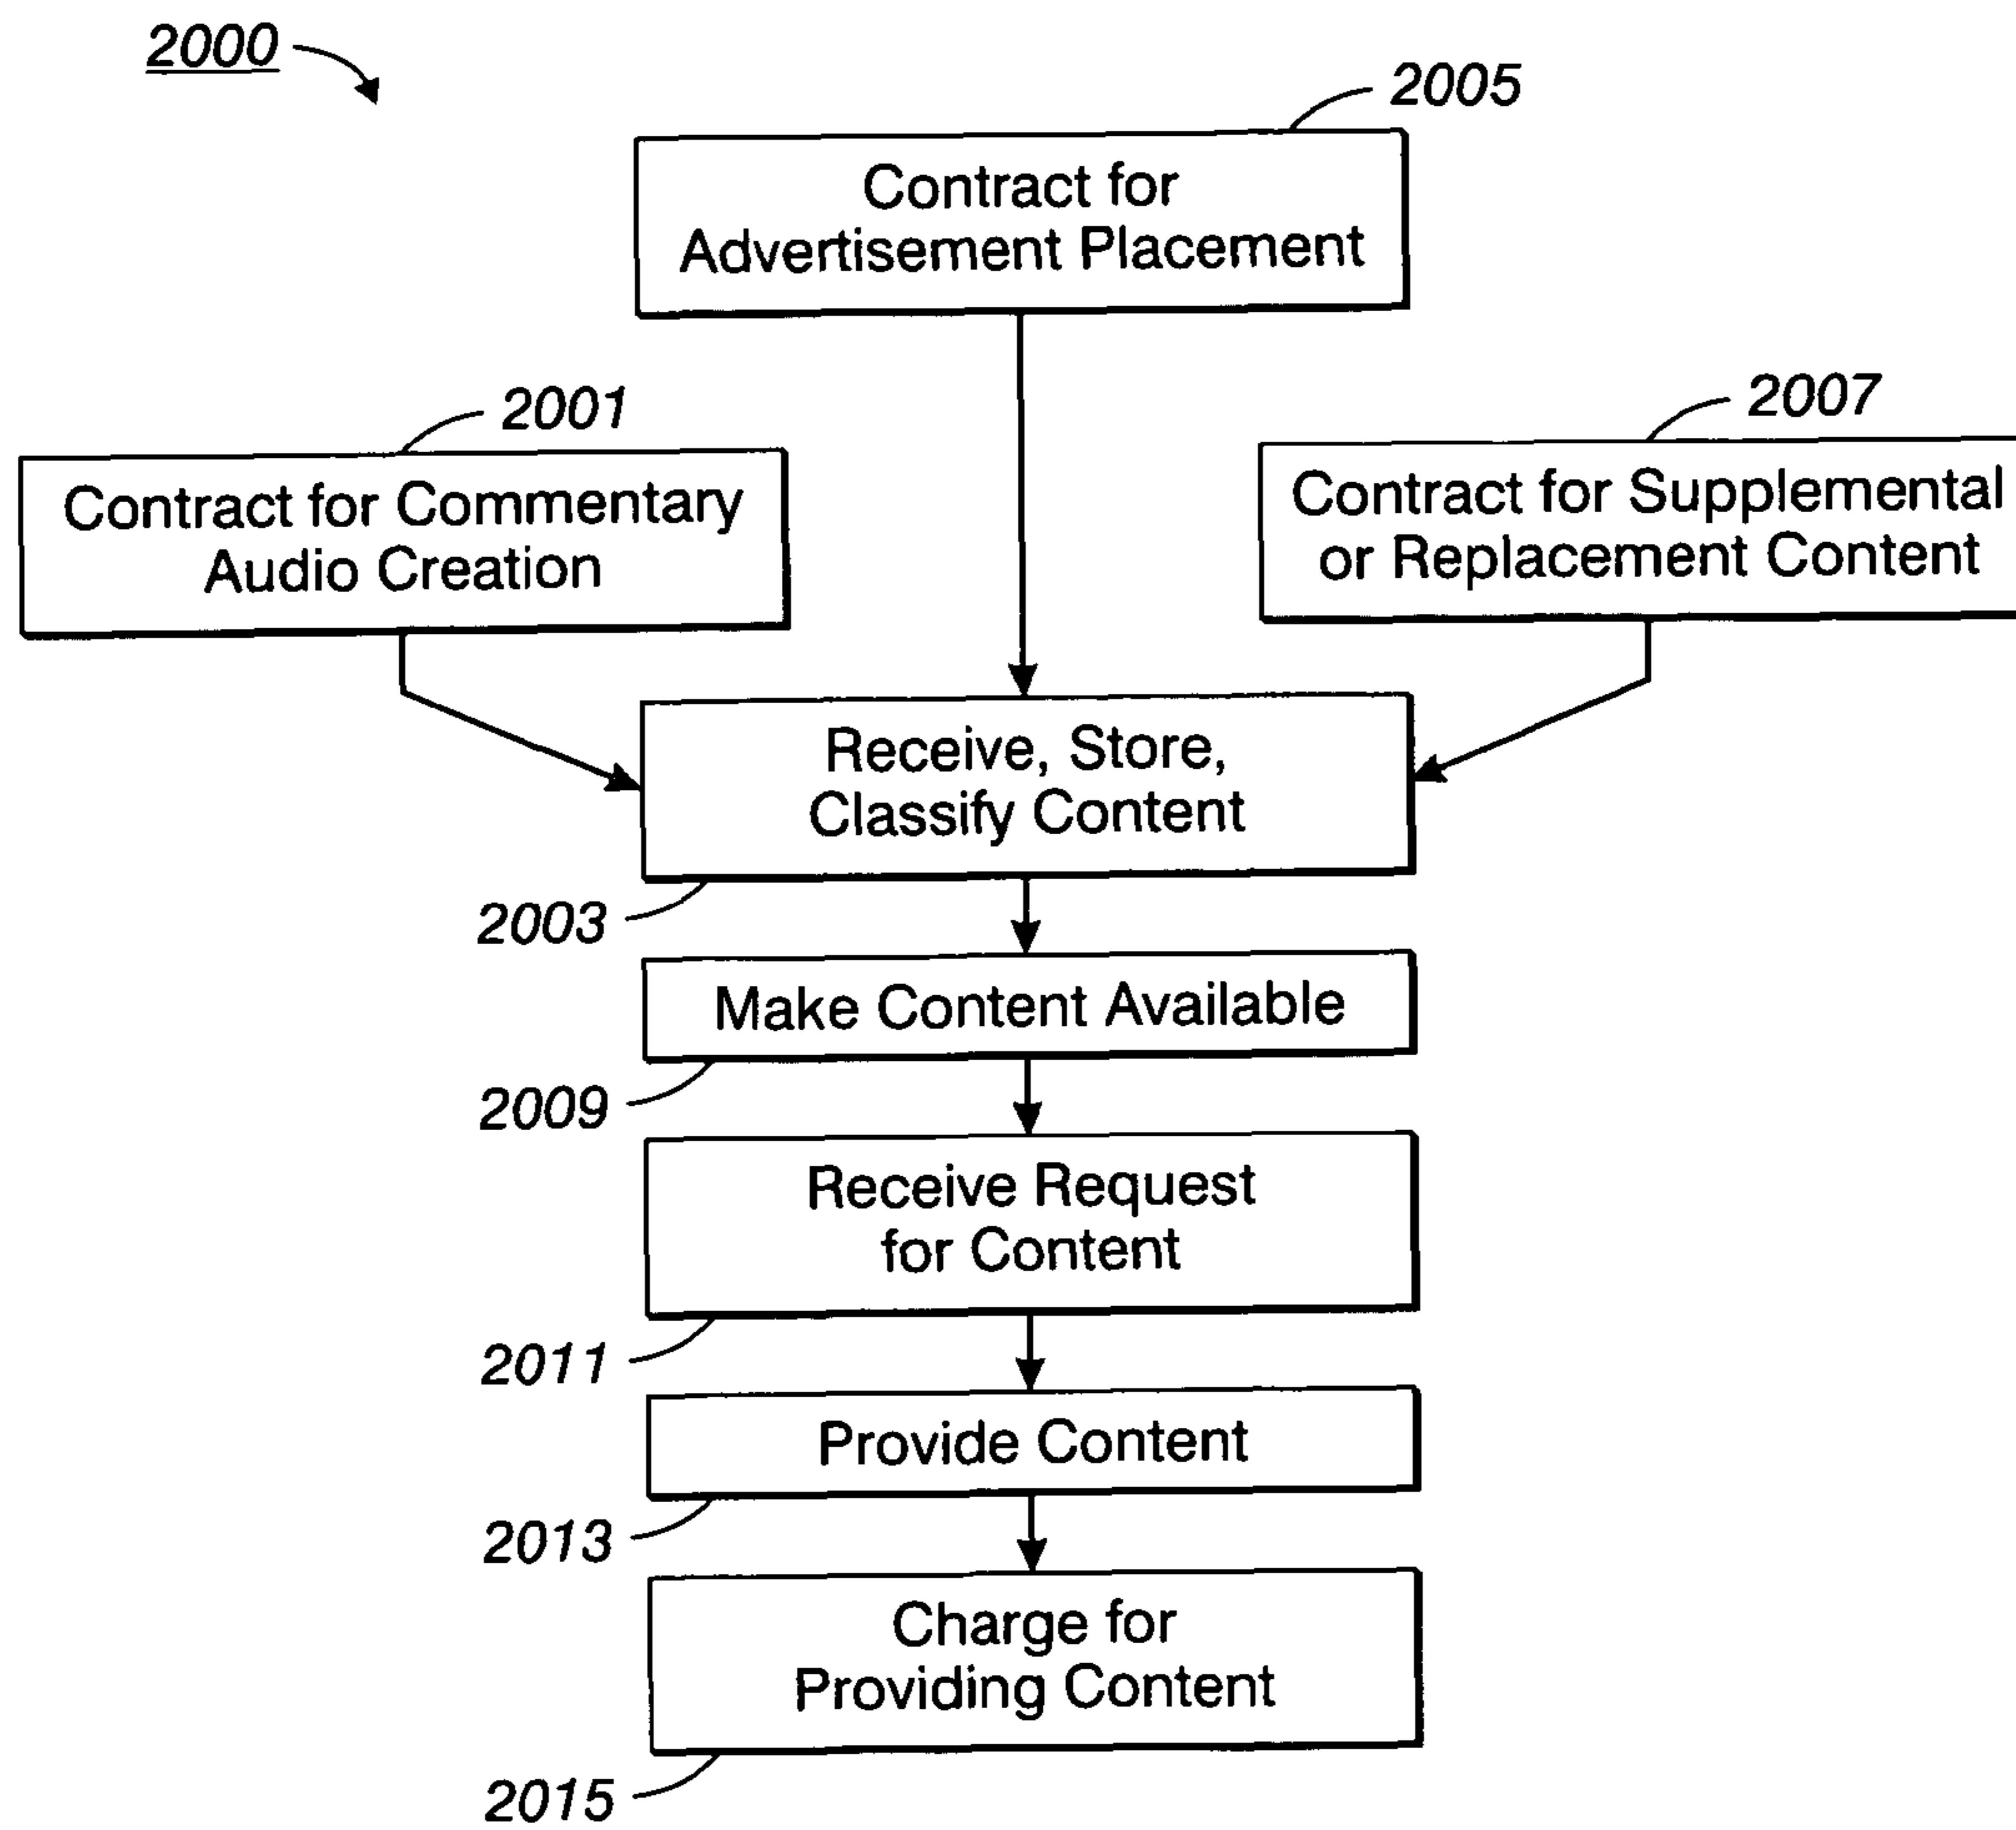 2000
2005
Contract for
Advertisement Placement
2001
Contract for Commentary
Audio Creation
2007
Contract for Supplemental
or Replacement Content
Receive, Store,
Classify Content
2003
Make Content Available
2009
Receive Request
for Content
2011
Provide Content
2013
Charge for
Providing Content
2015